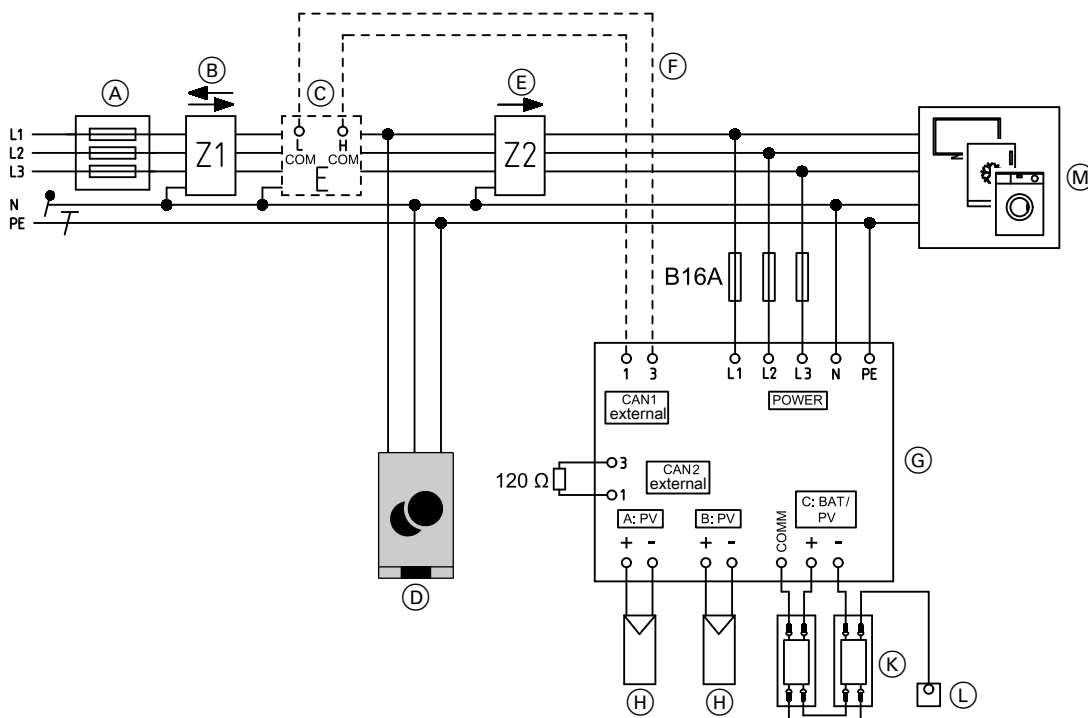 F
B
E
A
C
L1
L2
L3
N
PE
Z1
L
H
COM
COM
E
Z2
N
M
B16A
1
3
L1
L2
L3
N
PE
CAN1
external
POWER
G
3
CAN2
external
120 Ω
1
A: PV
B: PV
C: BAT/
PV
COMM
+
-
+
-
+
-
D
K
L
H
H